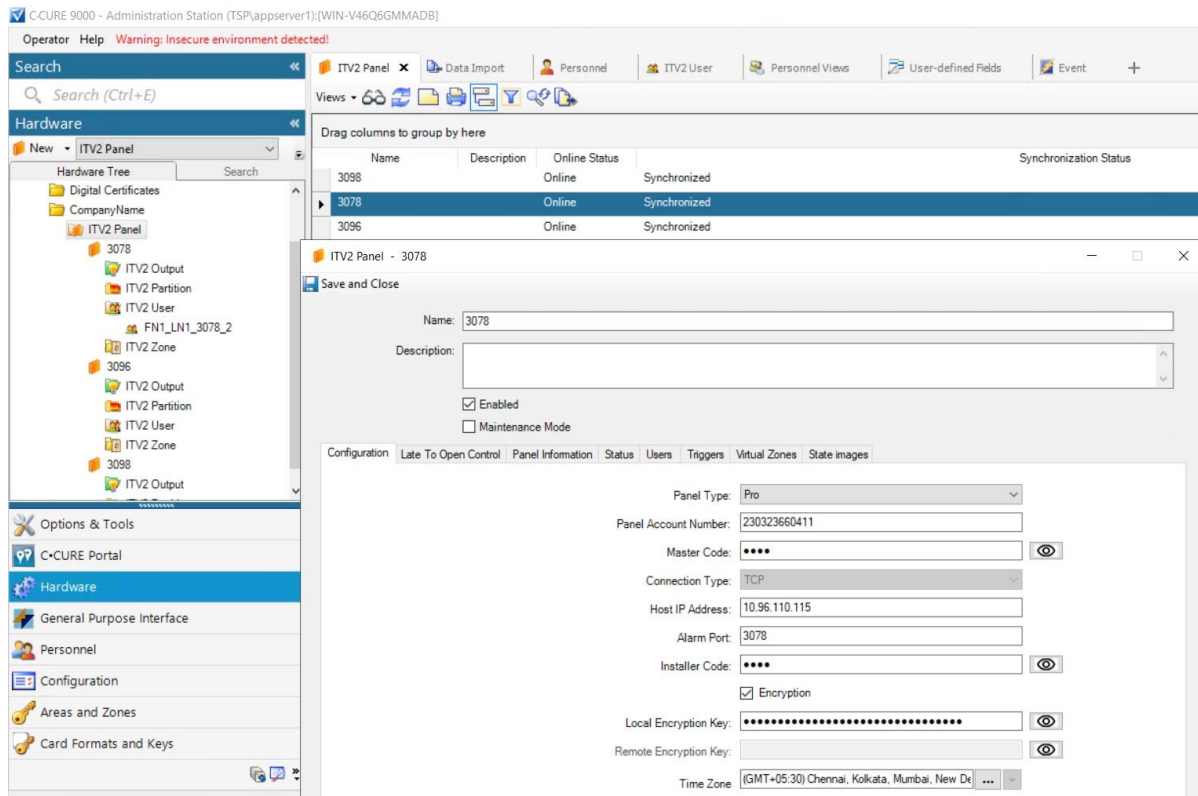 C•CURE 9000 - Administration Station (TSP\appserver1):[WIN-V46Q6GMMADB]
Operator Help Warning: Insecure environment detected!
Search
Search (Ctrl+E)
Hardware
New ITV2 Panel
Hardware Tree Search
Digital Certificates
CompanyName
ITV2 Panel
3078
ITV2 Output
ITV2 Partition
ITV2 User
FN1_LN1_3078_2
ITV2 Zone
3096
ITV2 Output
ITV2 Partition
ITV2 User
ITV2 Zone
3098
ITV2 Output
Options & Tools
C•CURE Portal
Hardware
General Purpose Interface
Personnel
Configuration
Areas and Zones
Card Formats and Keys
ITV2 Panel Data Import Personnel ITV2 User Personnel Views User-defined Fields Event
Views
Drag columns to group by here
Name Description Online Status Synchronization Status
3098 Online Synchronized
3078 Online Synchronized
3096 Online Synchronized
ITV2 Panel - 3078
Save and Close
Name: 3078
Description:
Enabled
Maintenance Mode
Configuration Late To Open Control Panel Information Status Users Triggers Virtual Zones State images
Panel Type: Pro
Panel Account Number: 230323660411
Master Code: ••••
Connection Type: TCP
Host IP Address: 10.96.110.115
Alarm Port: 3078
Installer Code: ••••
Encryption
Local Encryption Key: ••••••••••••••••••••••••••••••••
Remote Encryption Key:
Time Zone (GMT+05:30) Chennai, Kolkata, Mumbai, New De ...